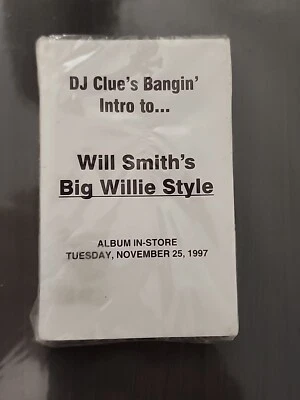 DJ Clue's Bangin'
Intro to...
Will Smith's
Big Willie Style
ALBUM IN-STORE
TUESDAY, NOVEMBER 25, 1997